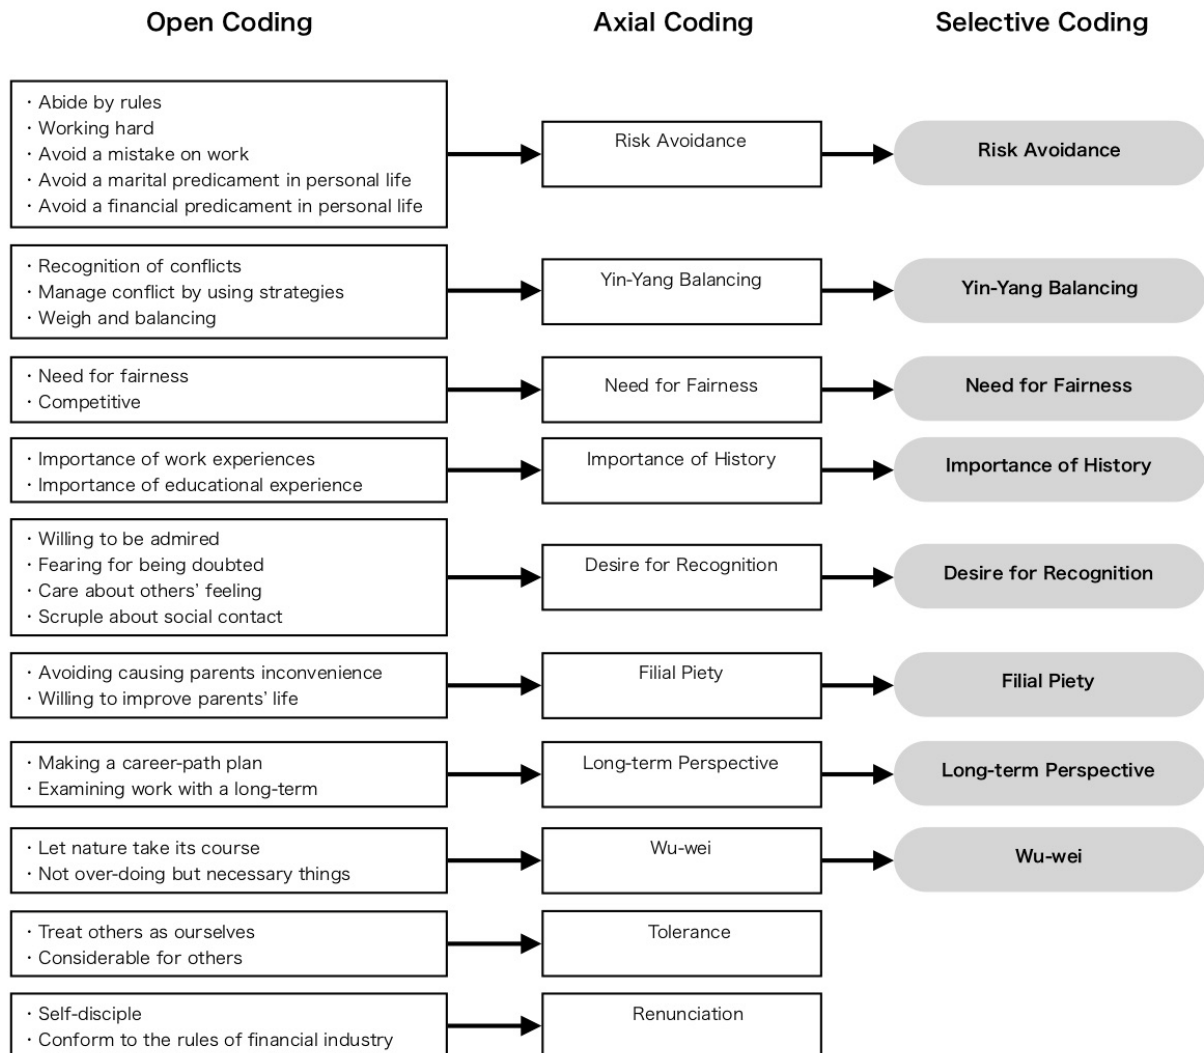 Open Coding
Axial Coding
Selective Coding
· Abide by rules
· Working hard
· Avoid a mistake on work
· Avoid a marital predicament in personal life
· Avoid a financial predicament in personal life
Risk Avoidance
Risk Avoidance
· Recognition of conflicts
· Manage conflict by using strategies
· Weigh and balancing
Yin-Yang Balancing
Yin-Yang Balancing
· Need for fairness
· Competitive
Need for Fairness
Need for Fairness
· Importance of work experiences
· Importance of educational experience
Importance of History
Importance of History
· Willing to be admired
· Fearing for being doubted
· Care about others’ feeling
· Scruple about social contact
Desire for Recognition
Desire for Recognition
· Avoiding causing parents inconvenience
· Willing to improve parents’ life
Filial Piety
Filial Piety
· Making a career-path plan
· Examining work with a long-term
Long-term Perspective
Long-term Perspective
· Let nature take its course
· Not over-doing but necessary things
Wu-wei
Wu-wei
· Treat others as ourselves
· Considerable for others
Tolerance
· Self-disciple
· Conform to the rules of financial industry
Renunciation